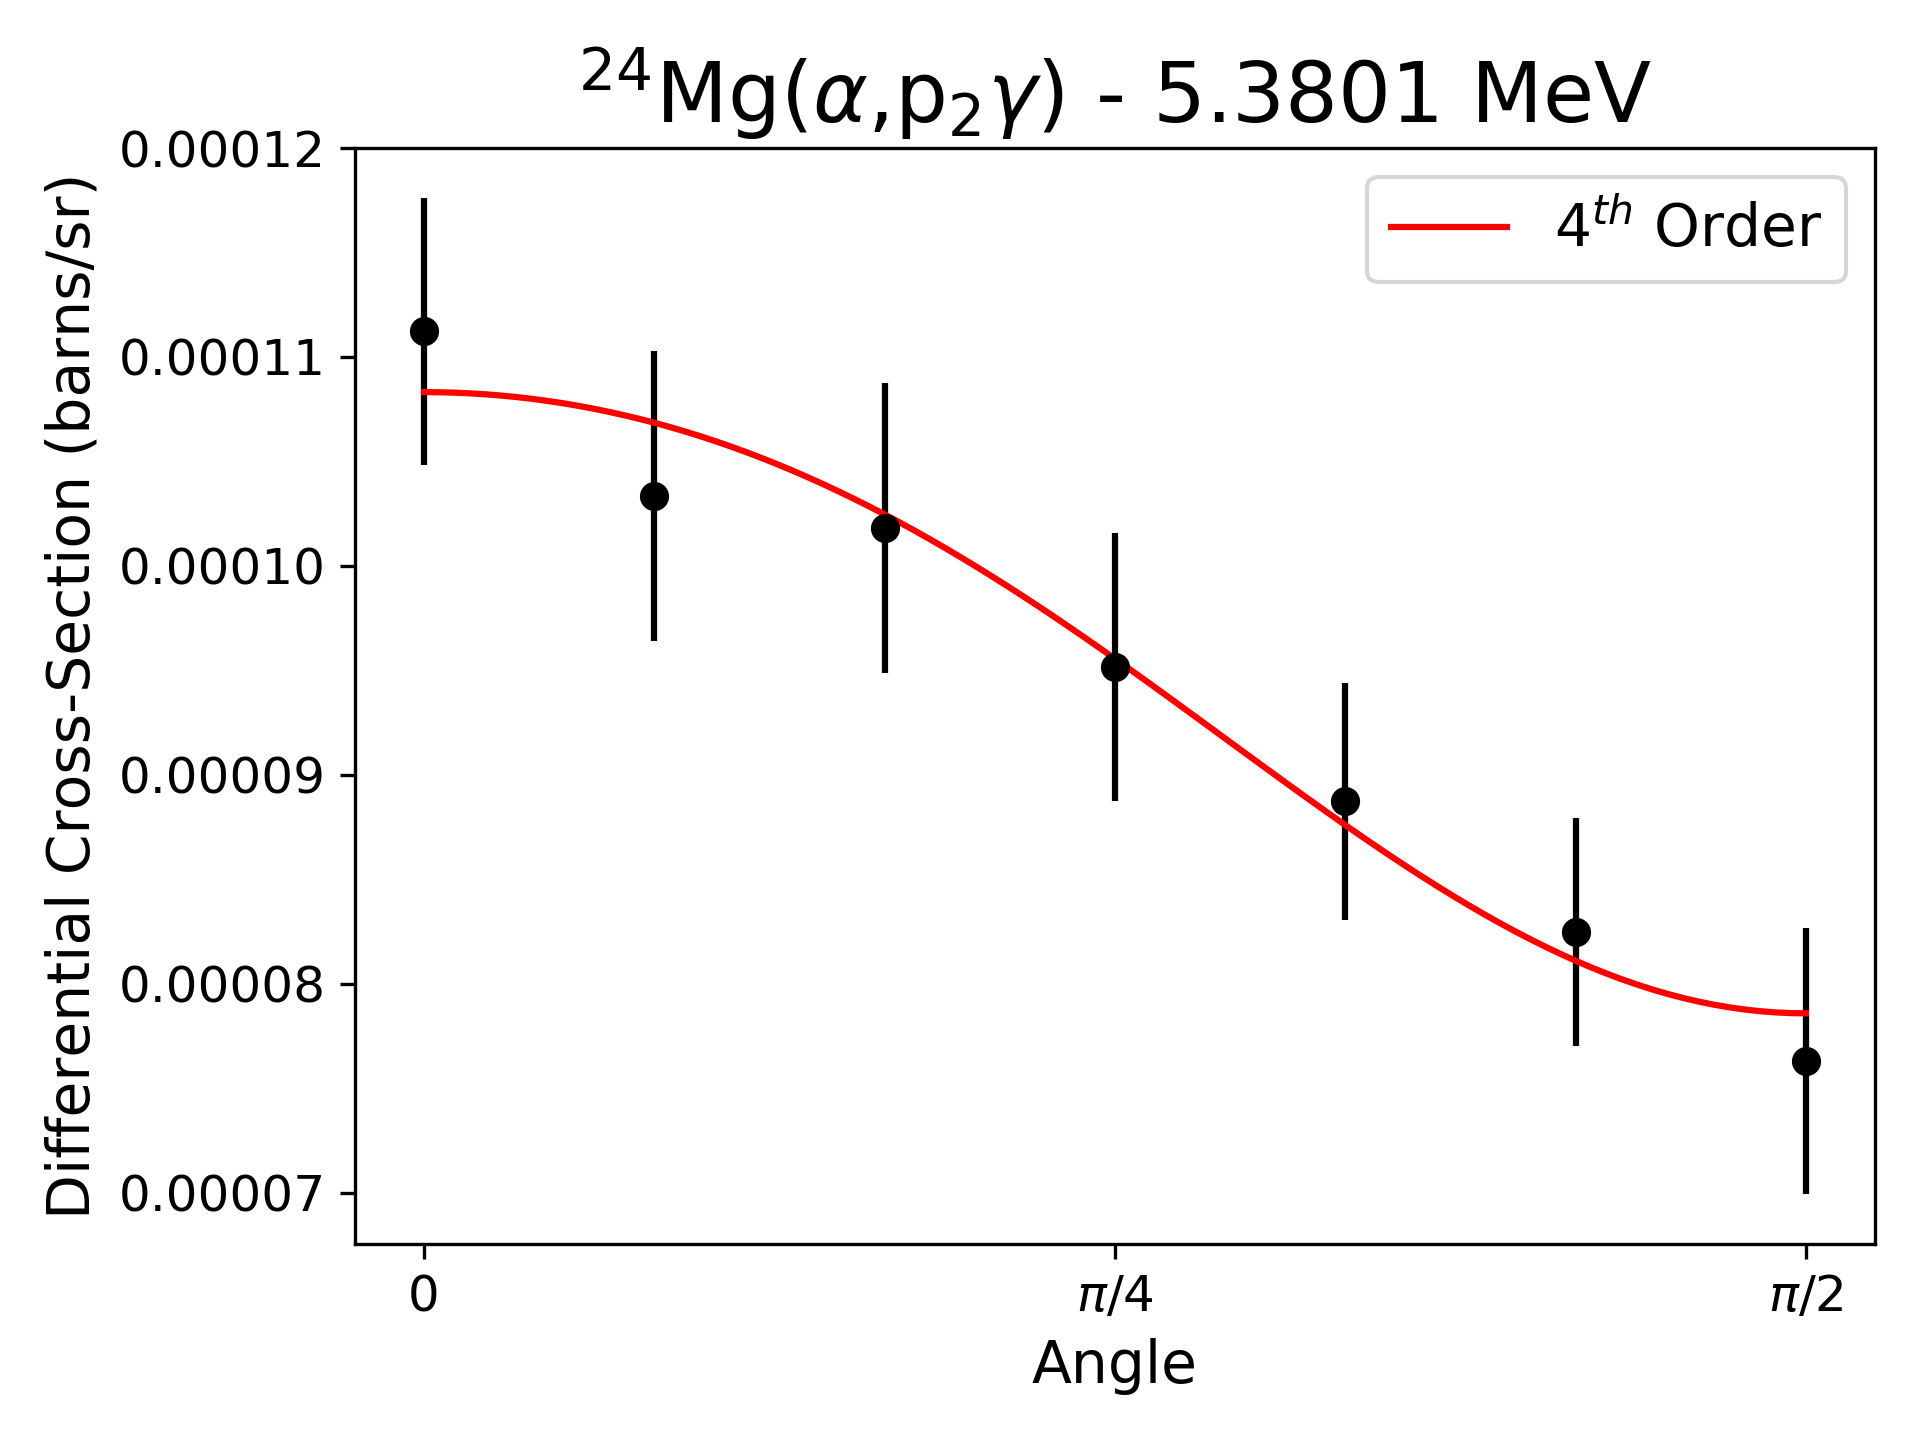 ²⁴Mg(α,p₂γ) - 5.3801 MeV
4ᵗʰ Order
Differential Cross-Section (barns/sr)
0.00012
0.00011
0.00010
0.00009
0.00008
0.00007
0 π/4 π/2
Angle